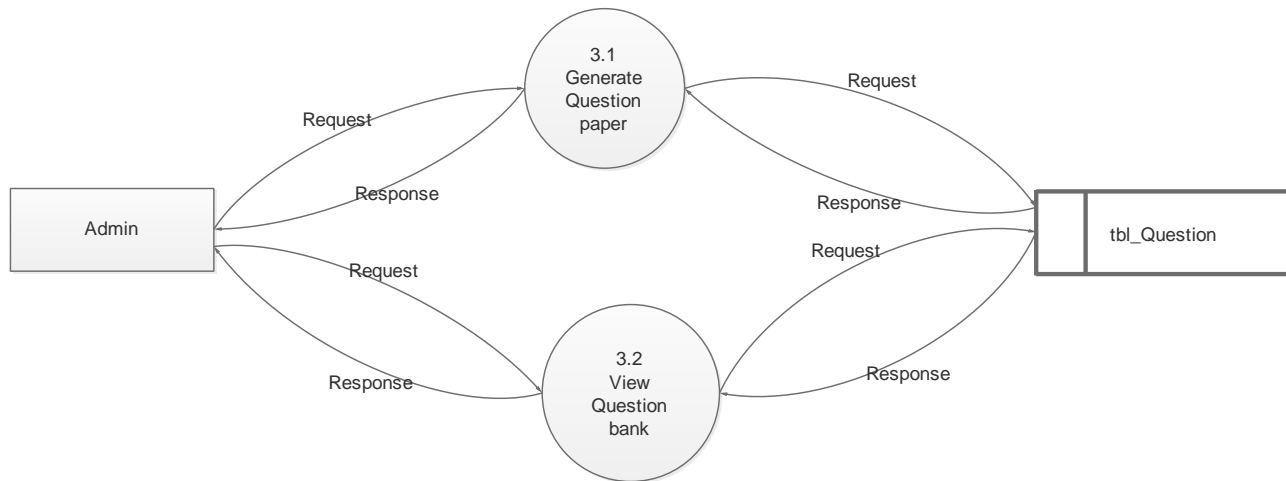 3.1
Generate
Question
paper
Request
Request
Response
Response
Admin
tbl_Question
Request
Request
3.2
View
Question
bank
Response
Response